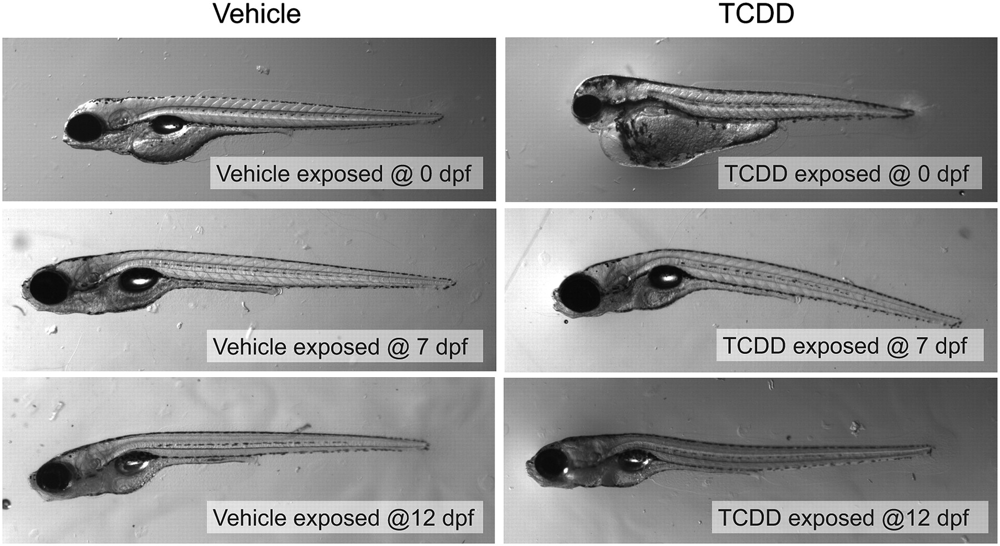 Vehicle
TCDD
Vehicle exposed @ 0 dpf
TCDD exposed @ 0 dpf
Vehicle exposed @ 7 dpf
TCDD exposed @ 7 dpf
Vehicle exposed @12 dpf
TCDD exposed @12 dpf